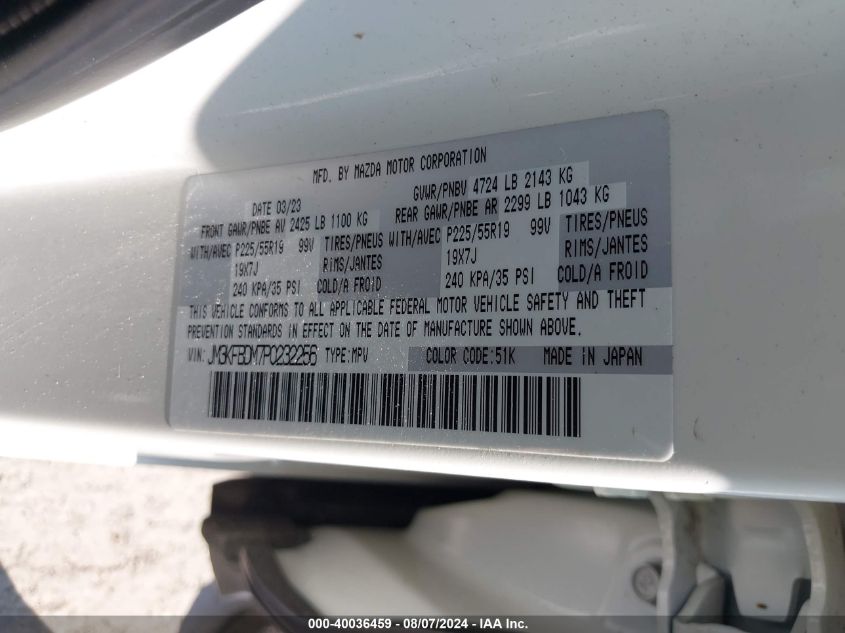 MFD. BY MAZDA MOTOR CORPORATION
DATE 03/23 GVWR/PNBV 4724 LB 2143 KG
FRONT GAWR/PNBE AV 2425 LB 1100 KG REAR GAWR/PNBE AR 2299 LB 1043 KG
WITH/AVEC P225/55R19 99V TIRES/PNEUS WITH/AVEC P225/55R19 99V TIRES/PNEUS
19X7J RIMS/JANTES 19X7J RIMS/JANTES
240 KPA/35 PSI COLD/A FROID 240 KPA/35 PSI COLD/A FROID
THIS VEHICLE CONFORMS TO ALL APPLICABLE FEDERAL MOTOR VEHICLE SAFETY AND THEFT
PREVENTION STANDARDS IN EFFECT ON THE DATE OF MANUFACTURE SHOWN ABOVE.
VIN: JM3KFBDM7P0232256 TYPE:MPV COLOR CODE:51K MADE IN JAPAN
000-40036459 - 08/07/2024 - IAA Inc.